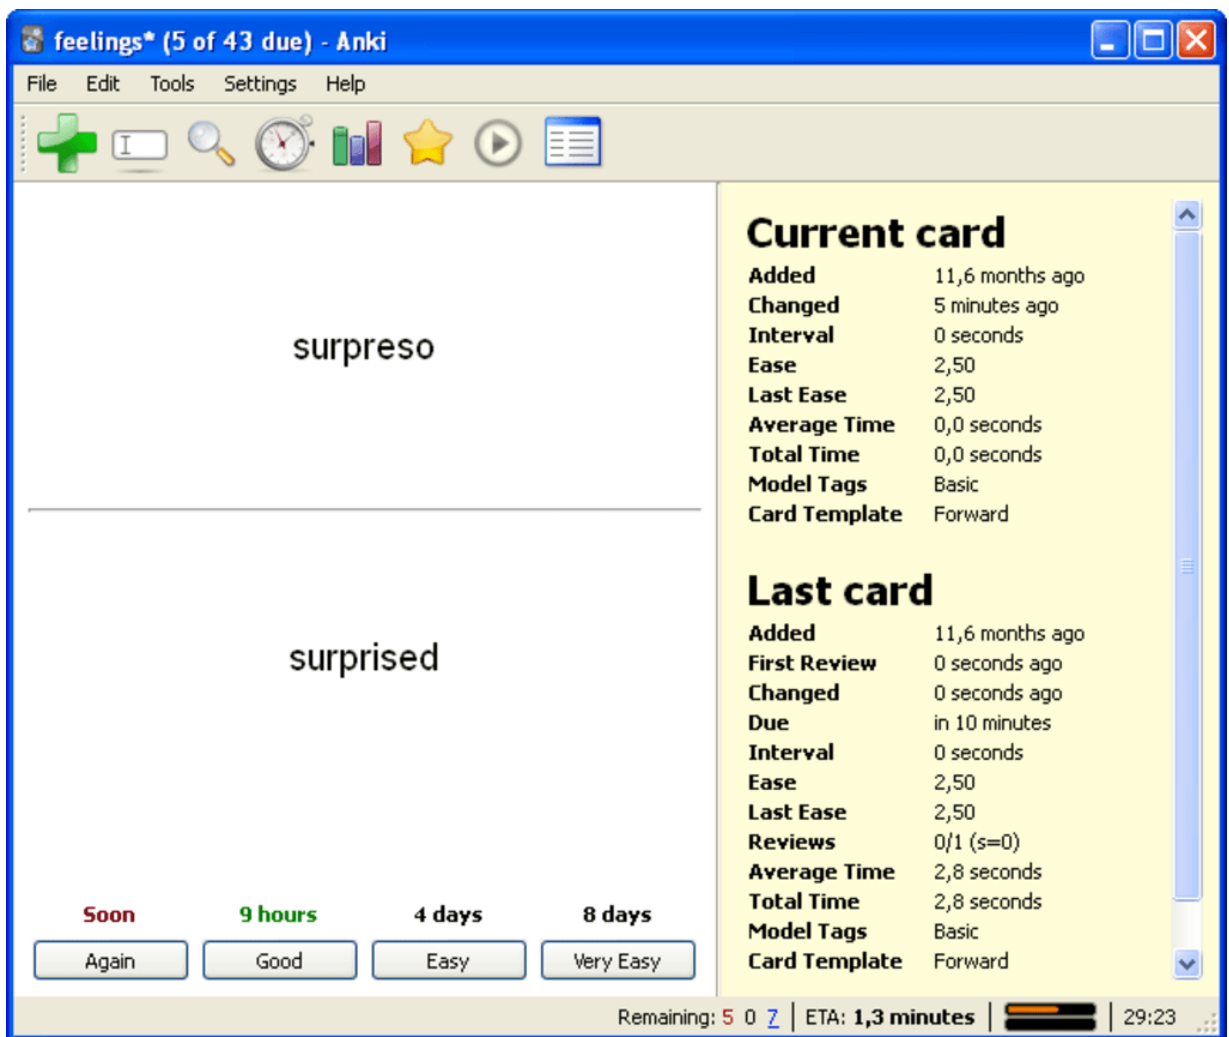 feelings* (5 of 43 due) - Anki
File Edit Tools Settings Help
surpreso
surprised
Soon 9 hours 4 days 8 days
Again Good Easy Very Easy
Current card
Added 11,6 months ago
Changed 5 minutes ago
Interval 0 seconds
Ease 2,50
Last Ease 2,50
Average Time 0,0 seconds
Total Time 0,0 seconds
Model Tags Basic
Card Template Forward
Last card
Added 11,6 months ago
First Review 0 seconds ago
Changed 0 seconds ago
Due in 10 minutes
Interval 0 seconds
Ease 2,50
Last Ease 2,50
Reviews 0/1 (s=0)
Average Time 2,8 seconds
Total Time 2,8 seconds
Model Tags Basic
Card Template Forward
Remaining: 5 0 7 | ETA: 1,3 minutes | 29:23